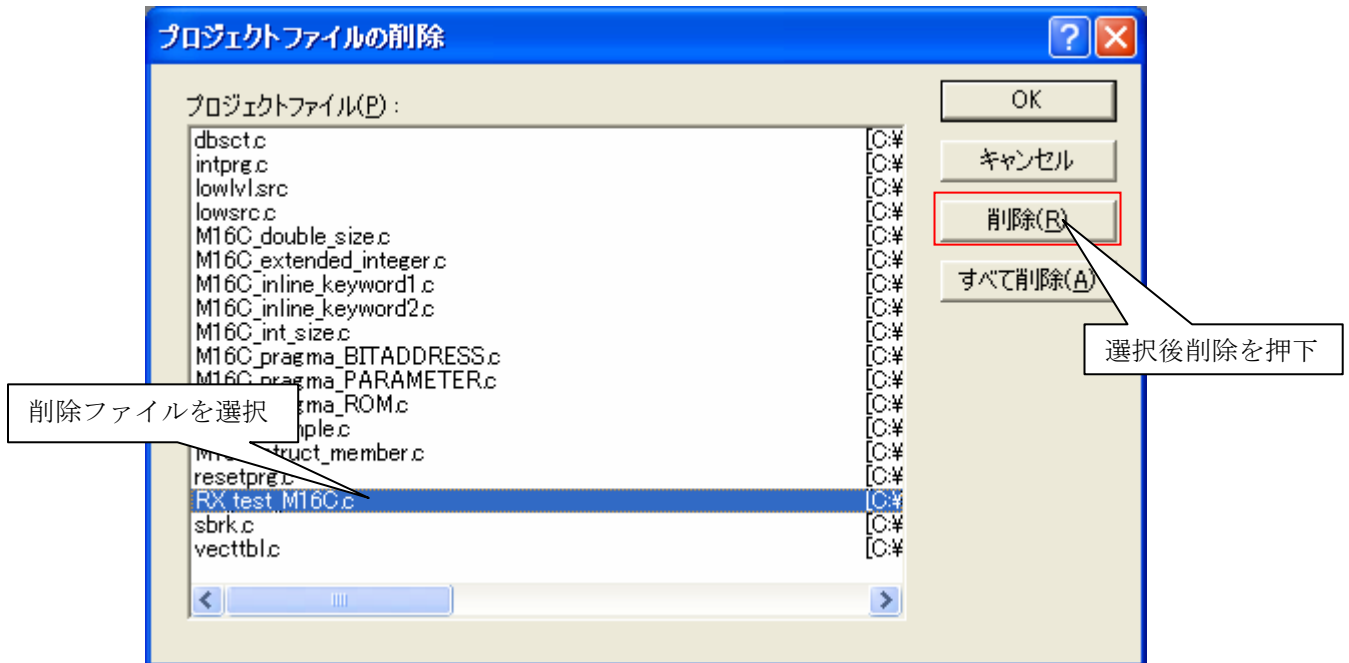 プロジェクトファイルの削除
プロジェクトファイル(P):
dbsct.c [C:¥
intprg.c [C:¥
lowlvl.src [C:¥
lowsrc.c [C:¥
M16C_double_size.c [C:¥
M16C_extended_integer.c [C:¥
M16C_inline_keyword1.c [C:¥
M16C_inline_keyword2.c [C:¥
M16C_int_size.c [C:¥
M16C_pragma_BITADDRESS.c [C:¥
M16C_pragma_PARAMETER.c [C:¥
gma_ROM.c [C:¥
ple.c [C:¥
truct_member.c [C:¥
resetprg.c [C:¥
RX_test_M16C.c [C:¥
sbrk.c [C:¥
vecttbl.c [C:¥
OK
キャンセル
削除(R)
すべて削除(A)
選択後削除を押下
削除ファイルを選択